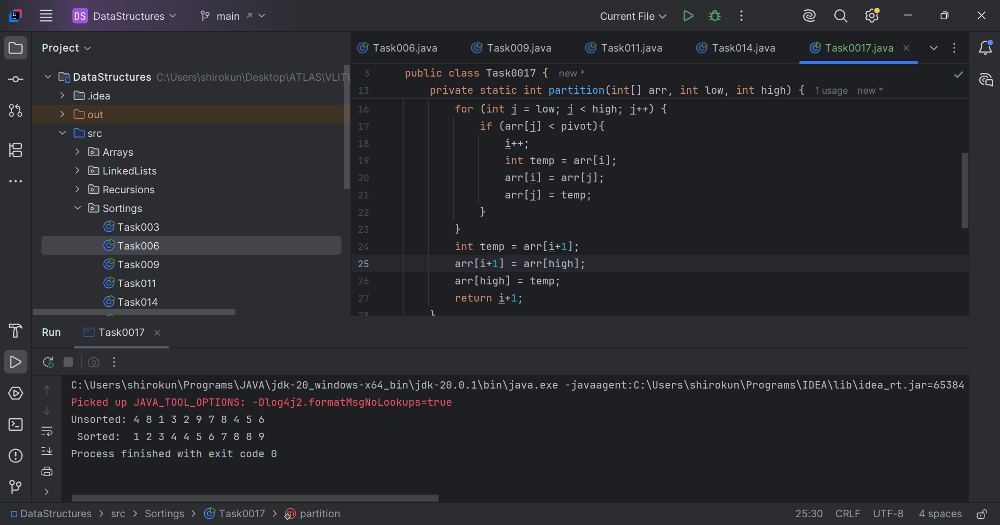 DS DataStructures main Current File
Project
DataStructures C:\Users\shirokun\Desktop\ATLAS\VLIT\
.idea
out
src
Arrays
LinkedLists
Recursions
Sortings
Task003
Task006
Task009
Task011
Task014
Task006.java Task009.java Task011.java Task014.java Task0017.java
3 public class Task0017 { new *
13 private static int partition(int[] arr, int low, int high) { 1 usage new *
16 for (int j = low; j < high; j++) {
17 if (arr[j] < pivot){
18 i++;
19 int temp = arr[i];
20 arr[i] = arr[j];
21 arr[j] = temp;
22 }
23 }
24 int temp = arr[i+1];
25 arr[i+1] = arr[high];
26 arr[high] = temp;
27 return i+1;
28 }
Run Task0017
C:\Users\shirokun\Programs\JAVA\jdk-20_windows-x64_bin\jdk-20.0.1\bin\java.exe -javaagent:C:\Users\shirokun\Programs\IDEA\lib\idea_rt.jar=65384
Picked up JAVA_TOOL_OPTIONS: -Dlog4j2.formatMsgNoLookups=true
Unsorted: 4 8 1 3 2 9 7 8 4 5 6
Sorted: 1 2 3 4 4 5 6 7 8 8 9
Process finished with exit code 0
DataStructures > src > Sortings > Task0017 > partition 25:30 CRLF UTF-8 4 spaces